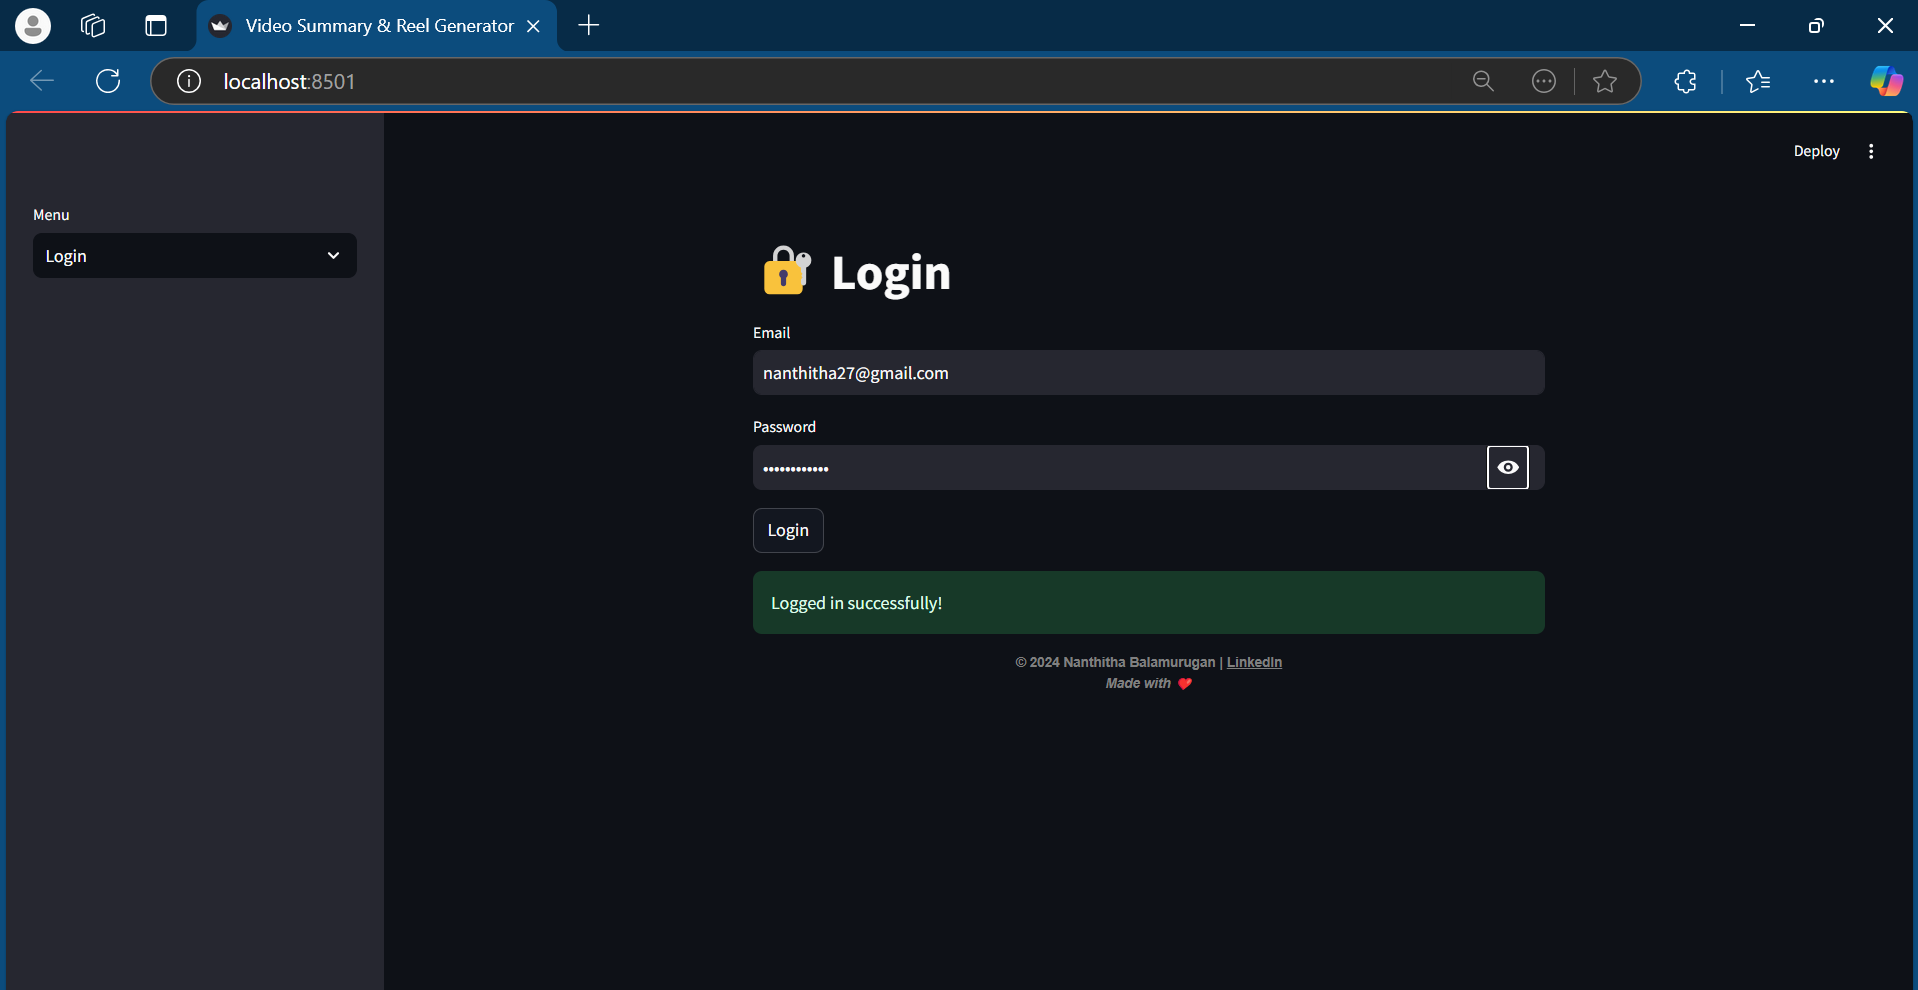 Video Summary & Reel Generator
localhost:8501
Deploy
Menu
Login
Login
Email
nanthitha27@gmail.com
Password
••••••••••••
Login
Logged in successfully!
© 2024 Nanthitha Balamurugan | LinkedIn
Made with ❤️